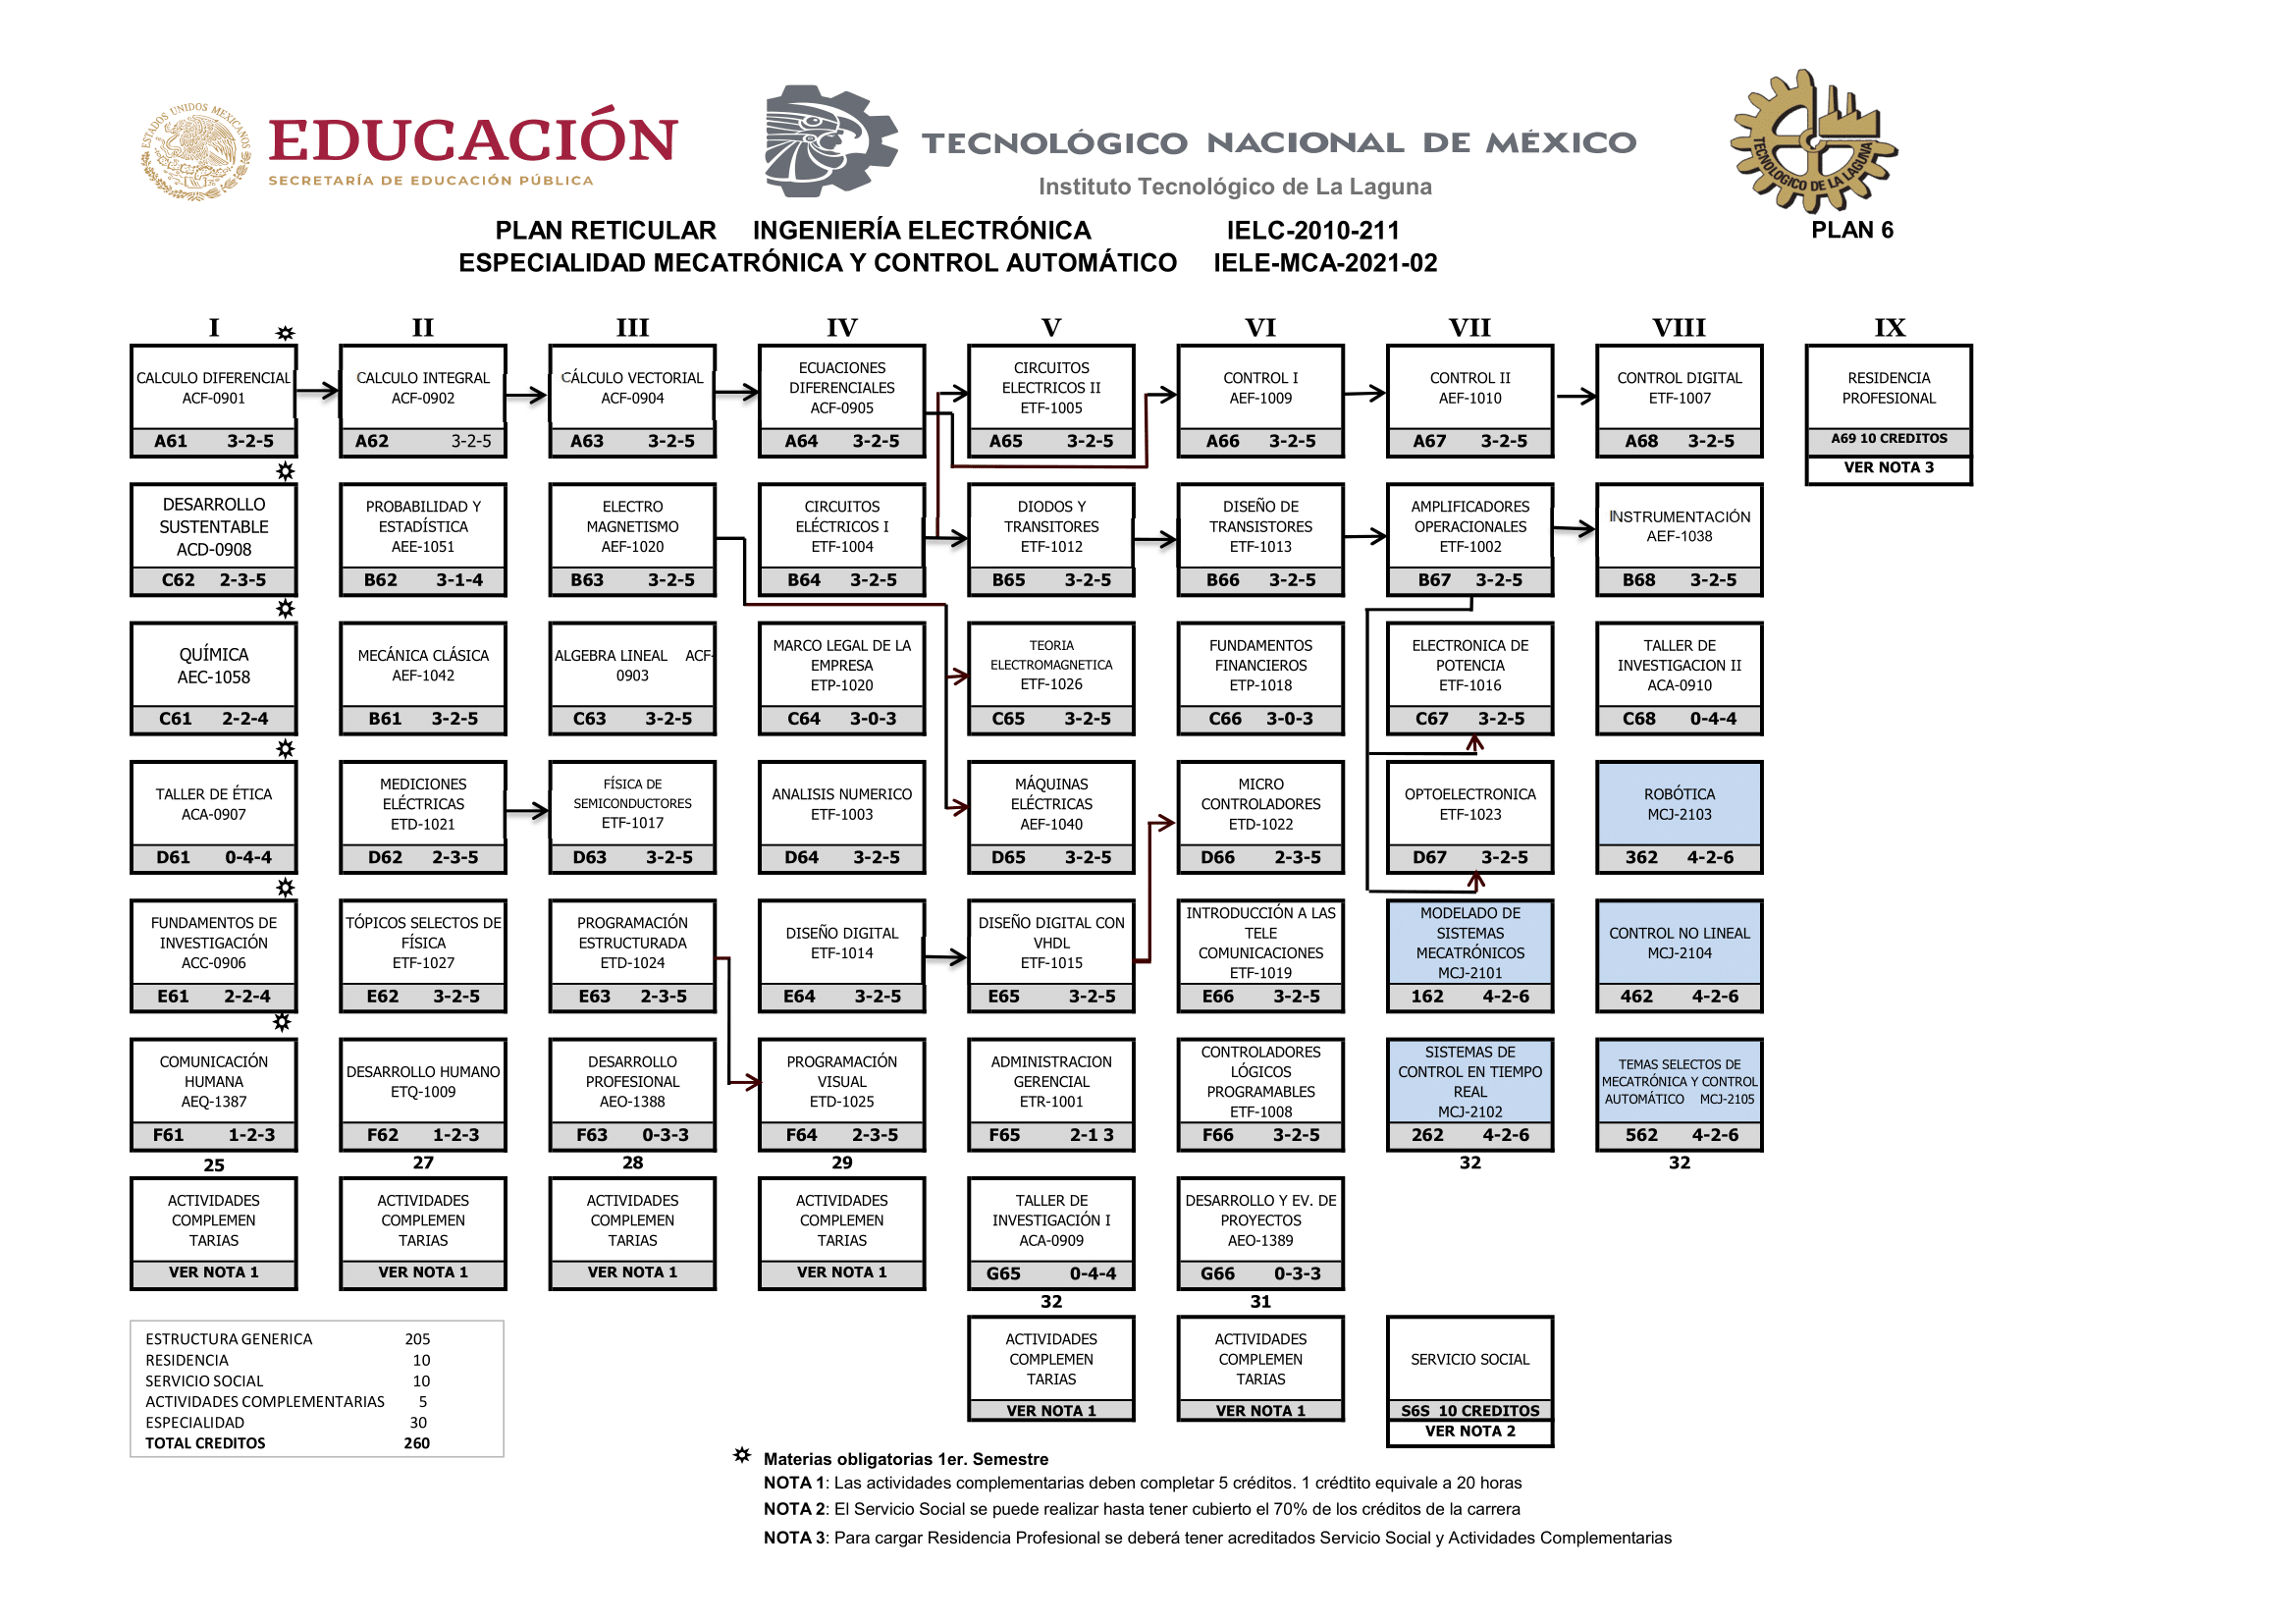 ESTADOS UNIDOS MEXICANOS
EDUCACIÓN
SECRETARÍA DE EDUCACIÓN PÚBLICA
TECNOLÓGICO NACIONAL DE MÉXICO
Instituto Tecnológico de La Laguna
TECNOLOGICO DE LA LAGUNA
PLAN RETICULAR INGENIERÍA ELECTRÓNICA IELC-2010-211 PLAN 6
ESPECIALIDAD MECATRÓNICA Y CONTROL AUTOMÁTICO IELE-MCA-2021-02
I
II
III
IV
V
VI
VII
VIII
IX
CALCULO DIFERENCIAL
ACF-0901
A61 3-2-5
CALCULO INTEGRAL
ACF-0902
A62 3-2-5
CÁLCULO VECTORIAL
ACF-0904
A63 3-2-5
ECUACIONES
DIFERENCIALES
ACF-0905
A64 3-2-5
CIRCUITOS
ELECTRICOS II
ETF-1005
A65 3-2-5
CONTROL I
AEF-1009
A66 3-2-5
CONTROL II
AEF-1010
A67 3-2-5
CONTROL DIGITAL
ETF-1007
A68 3-2-5
RESIDENCIA
PROFESIONAL
A69 10 CREDITOS
VER NOTA 3
DESARROLLO
SUSTENTABLE
ACD-0908
C62 2-3-5
PROBABILIDAD Y
ESTADÍSTICA
AEE-1051
B62 3-1-4
ELECTRO
MAGNETISMO
AEF-1020
B63 3-2-5
CIRCUITOS
ELÉCTRICOS I
ETF-1004
B64 3-2-5
DIODOS Y
TRANSITORES
ETF-1012
B65 3-2-5
DISEÑO DE
TRANSISTORES
ETF-1013
B66 3-2-5
AMPLIFICADORES
OPERACIONALES
ETF-1002
B67 3-2-5
INSTRUMENTACIÓN
AEF-1038
B68 3-2-5
QUÍMICA
AEC-1058
C61 2-2-4
MECÁNICA CLÁSICA
AEF-1042
B61 3-2-5
ALGEBRA LINEAL ACF-
0903
C63 3-2-5
MARCO LEGAL DE LA
EMPRESA
ETP-1020
C64 3-0-3
TEORIA
ELECTROMAGNETICA
ETF-1026
C65 3-2-5
FUNDAMENTOS
FINANCIEROS
ETP-1018
C66 3-0-3
ELECTRONICA DE
POTENCIA
ETF-1016
C67 3-2-5
TALLER DE
INVESTIGACION II
ACA-0910
C68 0-4-4
TALLER DE ÉTICA
ACA-0907
D61 0-4-4
MEDICIONES
ELÉCTRICAS
ETD-1021
D62 2-3-5
FÍSICA DE
SEMICONDUCTORES
ETF-1017
D63 3-2-5
ANALISIS NUMERICO
ETF-1003
D64 3-2-5
MÁQUINAS
ELÉCTRICAS
AEF-1040
D65 3-2-5
MICRO
CONTROLADORES
ETD-1022
D66 2-3-5
OPTOELECTRONICA
ETF-1023
D67 3-2-5
ROBÓTICA
MCJ-2103
362 4-2-6
FUNDAMENTOS DE
INVESTIGACIÓN
ACC-0906
E61 2-2-4
TÓPICOS SELECTOS DE
FÍSICA
ETF-1027
E62 3-2-5
PROGRAMACIÓN
ESTRUCTURADA
ETD-1024
E63 2-3-5
DISEÑO DIGITAL
ETF-1014
E64 3-2-5
DISEÑO DIGITAL CON
VHDL
ETF-1015
E65 3-2-5
INTRODUCCIÓN A LAS
TELE
COMUNICACIONES
ETF-1019
E66 3-2-5
MODELADO DE
SISTEMAS
MECATRÓNICOS
MCJ-2101
162 4-2-6
CONTROL NO LINEAL
MCJ-2104
462 4-2-6
COMUNICACIÓN
HUMANA
AEQ-1387
F61 1-2-3
DESARROLLO HUMANO
ETQ-1009
F62 1-2-3
DESARROLLO
PROFESIONAL
AEO-1388
F63 0-3-3
PROGRAMACIÓN
VISUAL
ETD-1025
F64 2-3-5
ADMINISTRACION
GERENCIAL
ETR-1001
F65 2-1 3
CONTROLADORES
LÓGICOS
PROGRAMABLES
ETF-1008
F66 3-2-5
SISTEMAS DE
CONTROL EN TIEMPO
REAL
MCJ-2102
262 4-2-6
TEMAS SELECTOS DE
MECATRÓNICA Y CONTROL
AUTOMÁTICO MCJ-2105
562 4-2-6
25
27
28
29
32
32
ACTIVIDADES
COMPLEMEN
TARIAS
VER NOTA 1
ACTIVIDADES
COMPLEMEN
TARIAS
VER NOTA 1
ACTIVIDADES
COMPLEMEN
TARIAS
VER NOTA 1
ACTIVIDADES
COMPLEMEN
TARIAS
VER NOTA 1
TALLER DE
INVESTIGACIÓN I
ACA-0909
G65 0-4-4
DESARROLLO Y EV. DE
PROYECTOS
AEO-1389
G66 0-3-3
32
31
ACTIVIDADES
COMPLEMEN
TARIAS
VER NOTA 1
ACTIVIDADES
COMPLEMEN
TARIAS
VER NOTA 1
SERVICIO SOCIAL
S6S 10 CREDITOS
VER NOTA 2
ESTRUCTURA GENERICA 205
RESIDENCIA 10
SERVICIO SOCIAL 10
ACTIVIDADES COMPLEMENTARIAS 5
ESPECIALIDAD 30
TOTAL CREDITOS 260
Materias obligatorias 1er. Semestre
NOTA 1: Las actividades complementarias deben completar 5 créditos. 1 crédtito equivale a 20 horas
NOTA 2: El Servicio Social se puede realizar hasta tener cubierto el 70% de los créditos de la carrera
NOTA 3: Para cargar Residencia Profesional se deberá tener acreditados Servicio Social y Actividades Complementarias